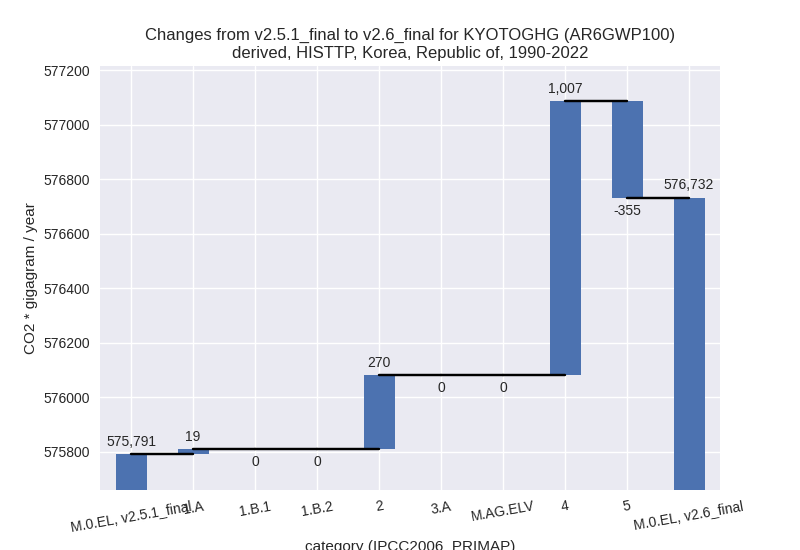 Changes from v2.5.1_final to v2.6_final for KYOTOGHG (AR6GWP100)
derived, HISTTP, Korea, Republic of, 1990-2022
577200
577000
576800
576600
576400
576200
576000
575800
CO2 * gigagram / year
575,791
19
0
0
270
0
0
1,007
-355
576,732
M.0.EL, v2.5.1_final
1.A
1.B.1
1.B.2
2
3.A
M.AG.ELV
4
5
M.0.EL, v2.6_final
category (IPCC2006_PRIMAP)